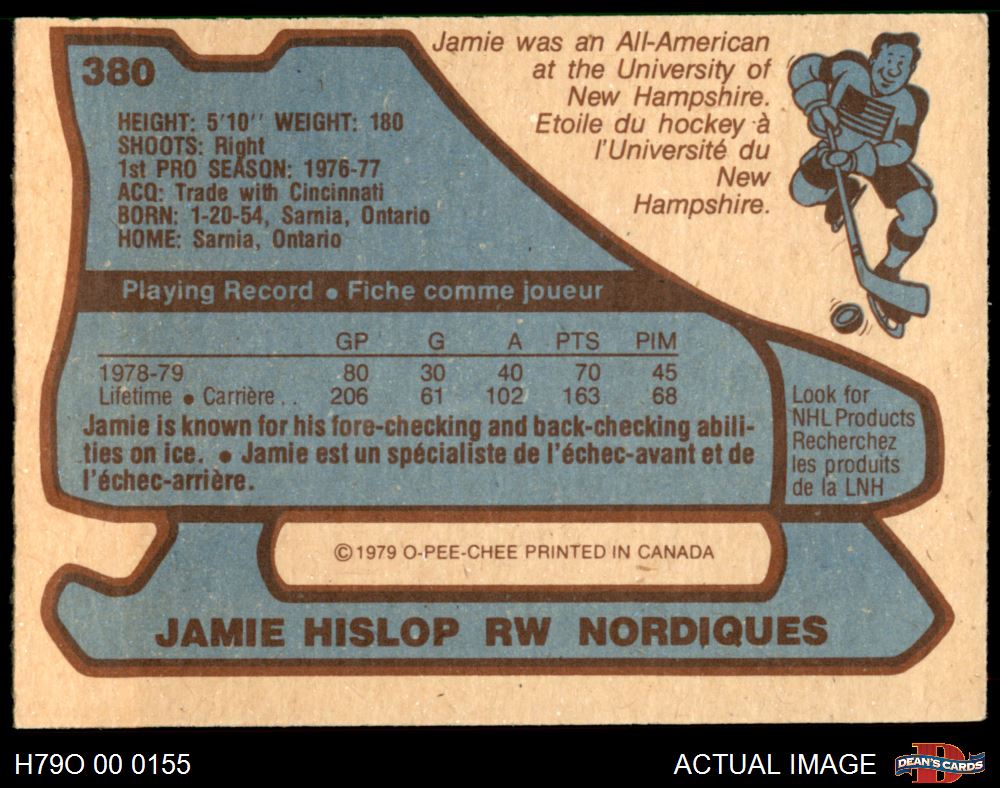 380
Jamie was an All-American
at the University of
New Hampshire.
Etoile du hockey à
l'Université du
New
Hampshire.
HEIGHT: 5'10'' WEIGHT: 180
SHOOTS: Right
1st PRO SEASON: 1976-77
ACQ: Trade with Cincinnati
BORN: 1-20-54, Sarnia, Ontario
HOME: Sarnia, Ontario
Playing Record ● Fiche comme joueur
GP G A PTS PIM
1978-79 80 30 40 70 45
Lifetime ● Carrière . . 206 61 102 163 68
Jamie is known for his fore-checking and back-checking abili-
ties on ice. ● Jamie est un spécialiste de l'échec-avant et de
l'échec-arrière.
Look for
NHL Products
Recherchez
les produits
de la LNH
©1979 O-PEE-CHEE PRINTED IN CANADA
JAMIE HISLOP RW NORDIQUES
H79O 00 0155
ACTUAL IMAGE
D
DEAN'S CARDS